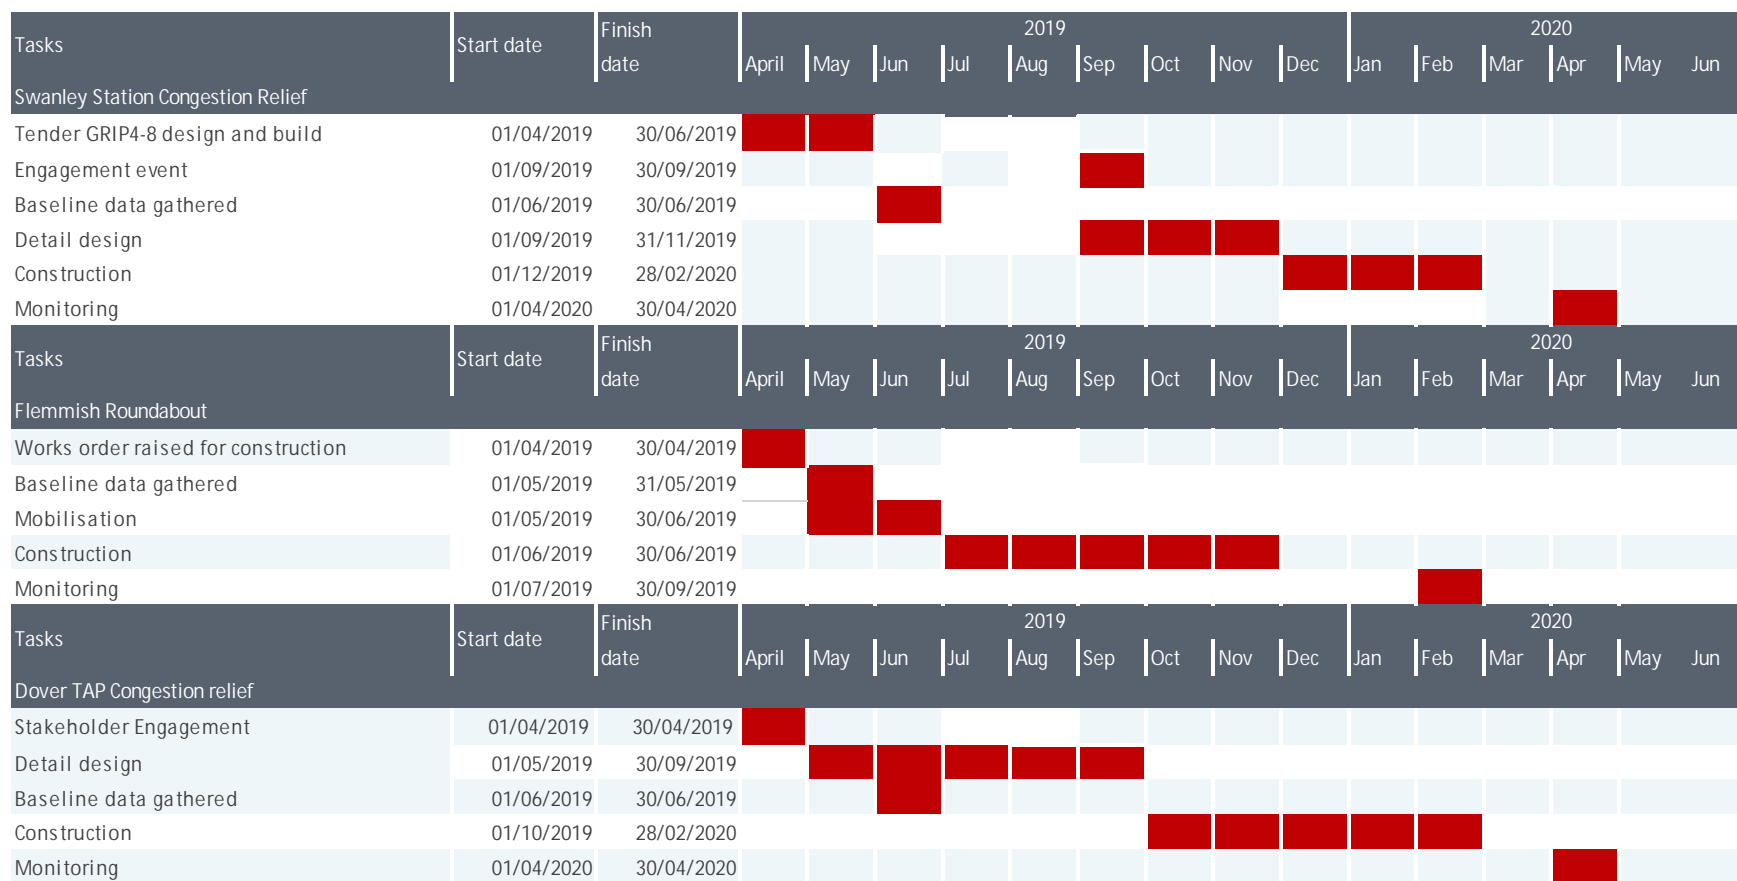 Tasks Start date Finish date 2019 2020
April May Jun Jul Aug Sep Oct Nov Dec Jan Feb Mar Apr May Jun
Swanley Station Congestion Relief
Tender GRIP4-8 design and build 01/04/2019 30/06/2019
Engagement event 01/09/2019 30/09/2019
Baseline data gathered 01/06/2019 30/06/2019
Detail design 01/09/2019 31/11/2019
Construction 01/12/2019 28/02/2020
Monitoring 01/04/2020 30/04/2020
Tasks Start date Finish date 2019 2020
April May Jun Jul Aug Sep Oct Nov Dec Jan Feb Mar Apr May Jun
Flemmish Roundabout
Works order raised for construction 01/04/2019 30/04/2019
Baseline data gathered 01/05/2019 31/05/2019
Mobilisation 01/05/2019 30/06/2019
Construction 01/06/2019 30/06/2019
Monitoring 01/07/2019 30/09/2019
Tasks Start date Finish date 2019 2020
April May Jun Jul Aug Sep Oct Nov Dec Jan Feb Mar Apr May Jun
Dover TAP Congestion relief
Stakeholder Engagement 01/04/2019 30/04/2019
Detail design 01/05/2019 30/09/2019
Baseline data gathered 01/06/2019 30/06/2019
Construction 01/10/2019 28/02/2020
Monitoring 01/04/2020 30/04/2020